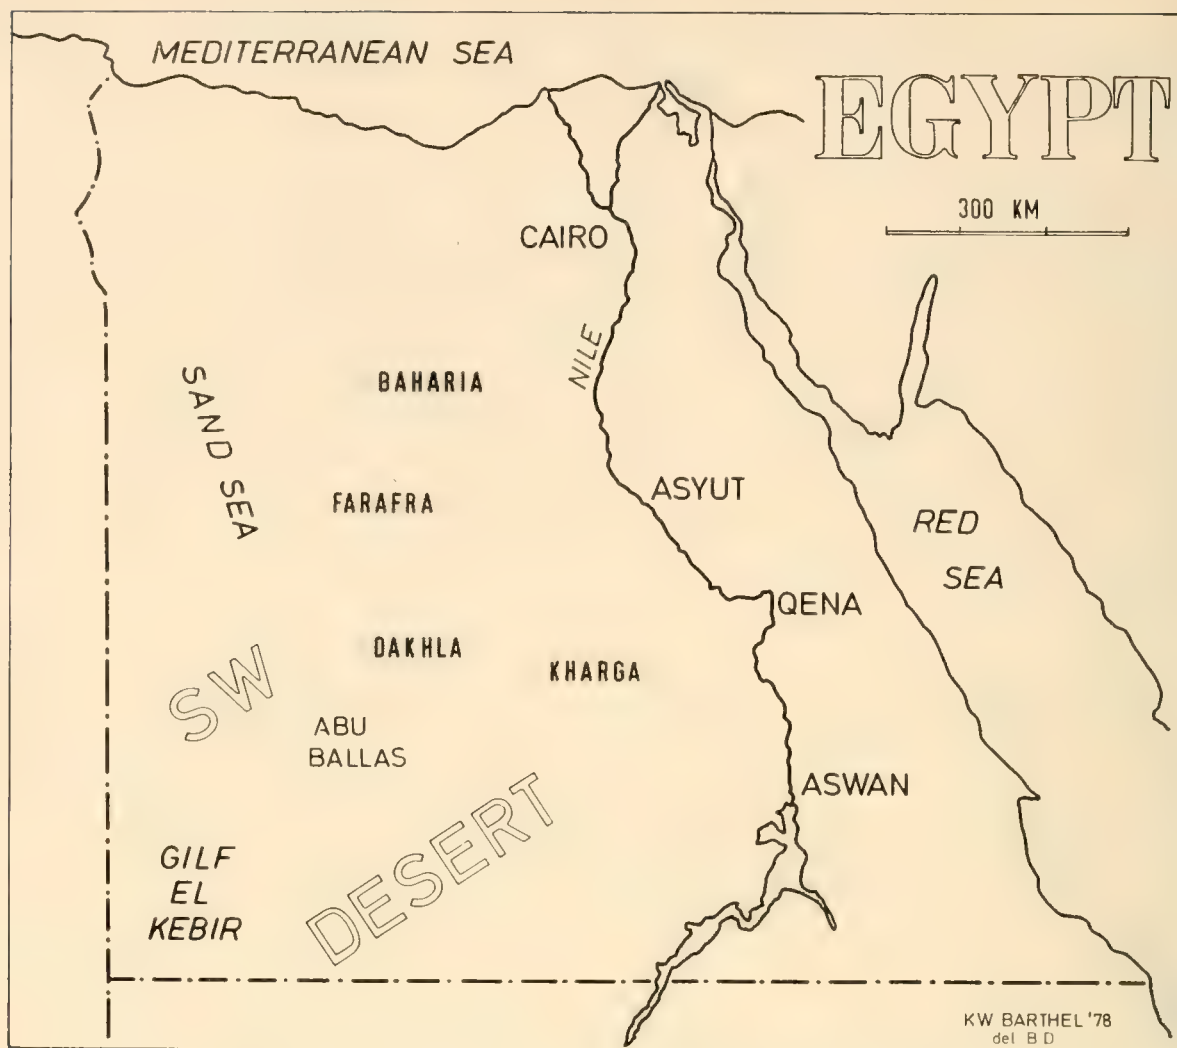 MEDITERRANEAN SEA
EGYPT
300 KM
CAIRO
NILE
BAHARIA
SAND SEA
FARAFRA
ASYUT
RED
SEA
QENA
DAKHLA
KHARGA
SW
ABU
BALLAS
ASWAN
DESERT
GILF
EL
KEBIR
KW BARTHEL '78
del B D